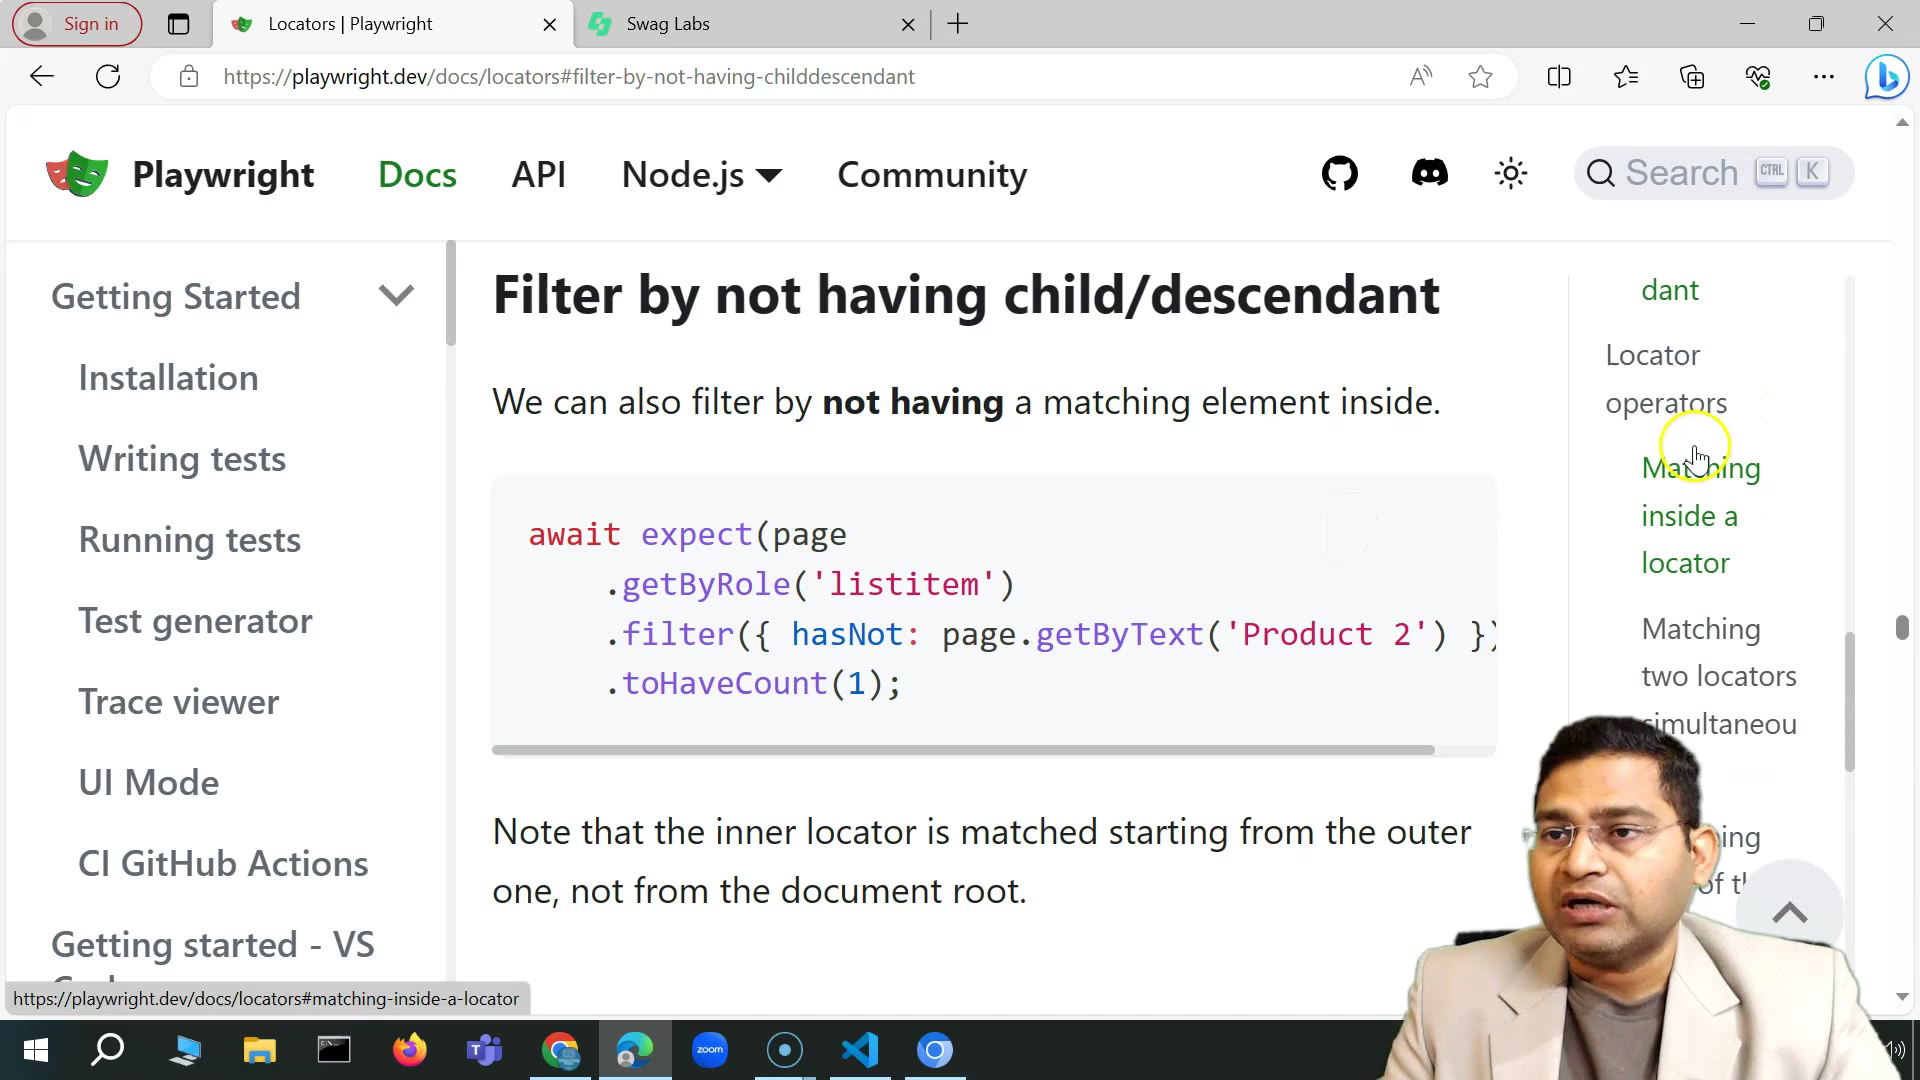 Sign in
Locators | Playwright
Swag Labs
https://playwright.dev/docs/locators#filter-by-not-having-childdescendant
Playwright
Docs
API
Node.js
Community
Search
CTRL
K
Getting Started
Installation
Writing tests
Running tests
Test generator
Trace viewer
UI Mode
CI GitHub Actions
Getting started - VS
Filter by not having child/descendant
We can also filter by not having a matching element inside.
await expect(page
.getByRole('listitem')
.filter({ hasNot: page.getByText('Product 2') })
.toHaveCount(1);
Note that the inner locator is matched starting from the outer
one, not from the document root.
dant
Locator
operators
Matching
inside a
locator
Matching
two locators
simultaneou
https://playwright.dev/docs/locators#matching-inside-a-locator
zoom